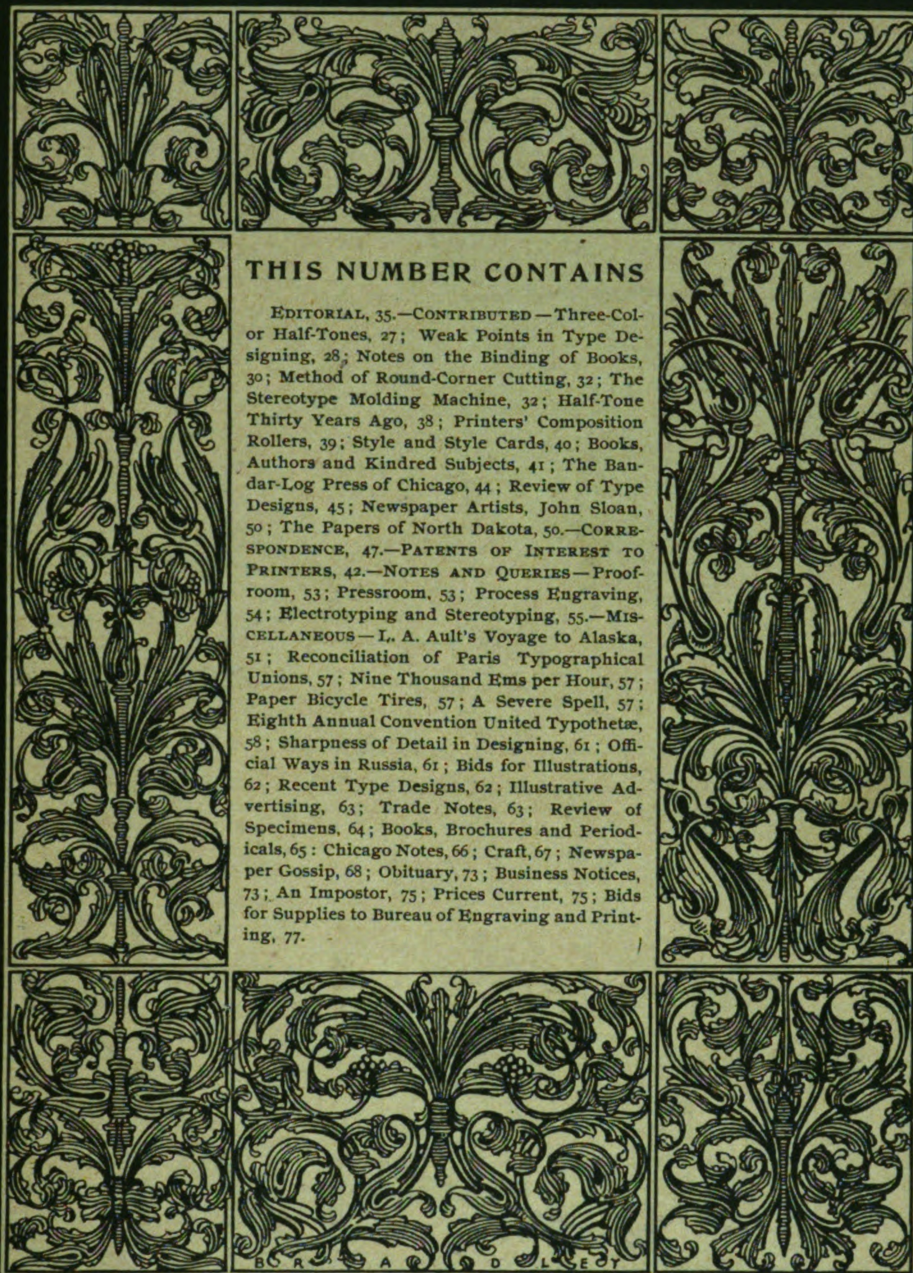 THIS NUMBER CONTAINS
EDITORIAL, 35.—CONTRIBUTED—Three-Col-
or Half-Tones, 27; Weak Points in Type De-
signing, 28; Notes on the Binding of Books,
30; Method of Round-Corner Cutting, 32; The
Stereotype Molding Machine, 32; Half-Tone
Thirty Years Ago, 38; Printers' Composition
Rollers, 39; Style and Style Cards, 40; Books,
Authors and Kindred Subjects, 41; The Ban-
dar-Log Press of Chicago, 44; Review of Type
Designs, 45; Newspaper Artists, John Sloan,
50; The Papers of North Dakota, 50.—CORRE-
SPONDENCE, 47.—PATENTS OF INTEREST TO
PRINTERS, 42.—NOTES AND QUERIES—Proof-
room, 53; Pressroom, 53; Process Engraving,
54; Electrotyping and Stereotyping, 55.—MIS-
CELLANEOUS—L. A. Ault's Voyage to Alaska,
51; Reconciliation of Paris Typographical
Unions, 57; Nine Thousand Ems per Hour, 57;
Paper Bicycle Tires, 57; A Severe Spell, 57;
Eighth Annual Convention United Typothetæ,
58; Sharpness of Detail in Designing, 61; Offi-
cial Ways in Russia, 61; Bids for Illustrations,
62; Recent Type Designs, 62; Illustrative Ad-
vertising, 63; Trade Notes, 63; Review of
Specimens, 64; Books, Brochures and Period-
icals, 65: Chicago Notes, 66; Craft, 67; Newspa-
per Gossip, 68; Obituary, 73; Business Notices,
73; An Impostor, 75; Prices Current, 75; Bids
for Supplies to Bureau of Engraving and Print-
ing, 77.
BRADLEY